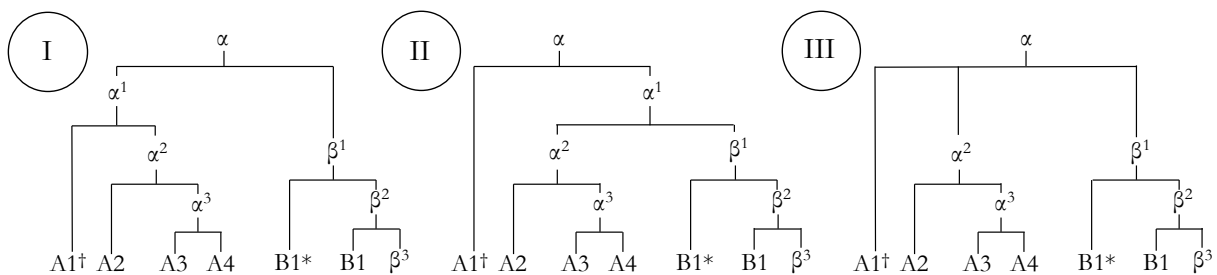 I α II α III α
α¹ α¹
α² β¹ α² β¹ α² β¹
α³ β² α³ β² α³ β²
A1† A2 A3 A4 B1* B1 β³ A1† A2 A3 A4 B1* B1 β³ A1† A2 A3 A4 B1* B1 β³